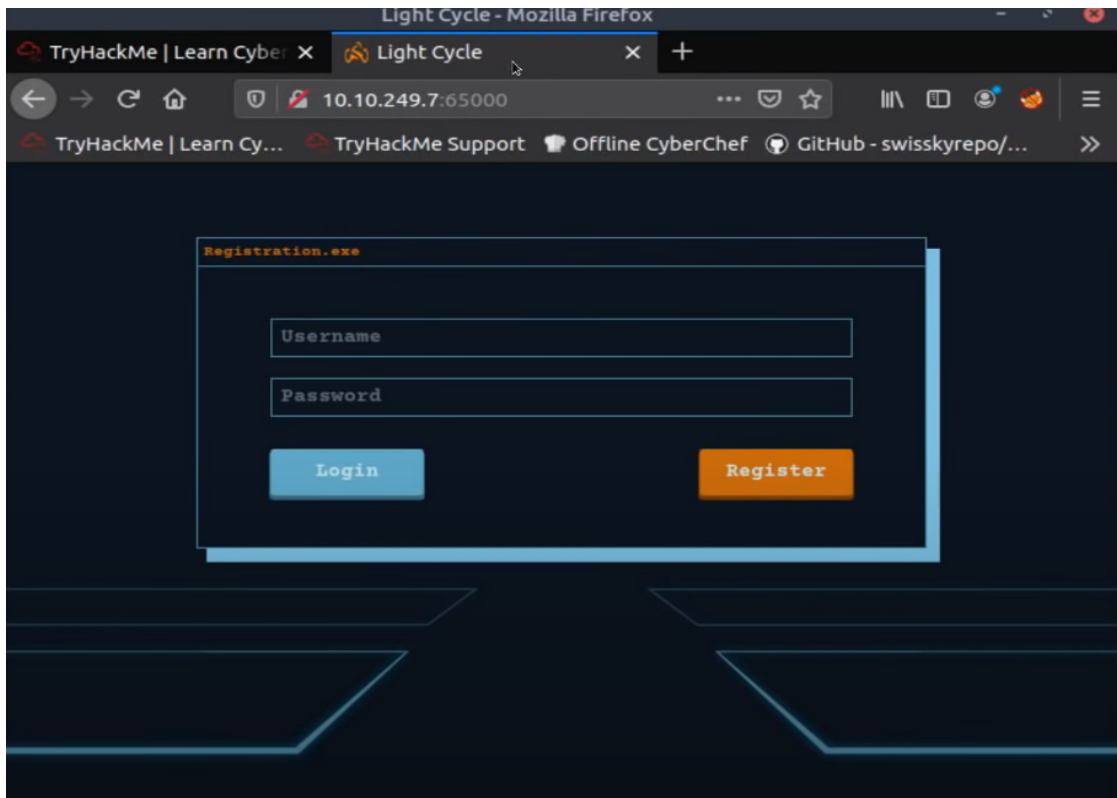 Light Cycle - Mozilla Firefox
TryHackMe | Learn Cyber
Light Cycle
10.10.249.7:65000
TryHackMe | Learn Cy... TryHackMe Support Offline CyberChef GitHub - swisskyrepo/...
Registration.exe
Username
Password
Login Register